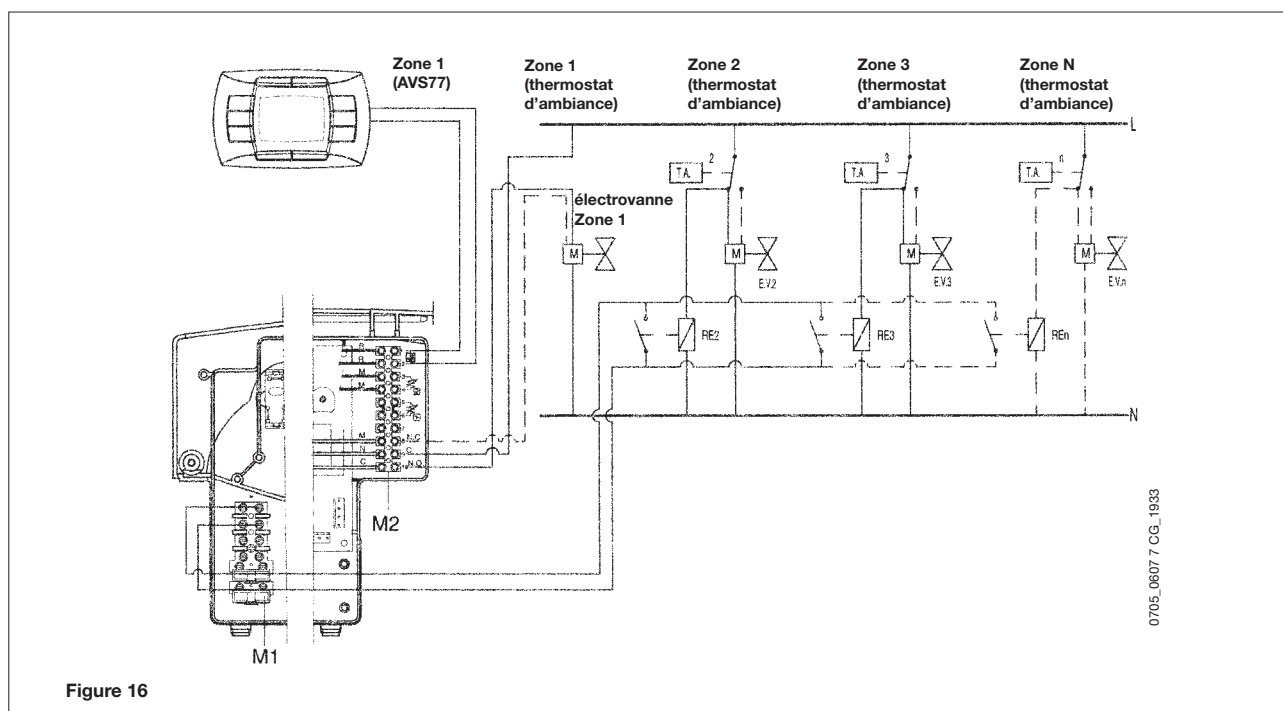 Zone 1
(AVS77)
Zone 1
(thermostat
d'ambiance)
Zone 2
(thermostat
d'ambiance)
Zone 3
(thermostat
d'ambiance)
Zone N
(thermostat
d'ambiance)
L
T.A.
2
T.A.
3
T.A.
n
électrovanne
Zone 1
M
M
M
M
E.V.2
E.V.3
E.V.n
RE2
RE3
REn
N
R
R
M
M
M
N
C
N.C
C
N.O
M2
M1
0705_0607 7 CG_1933
Figure 16